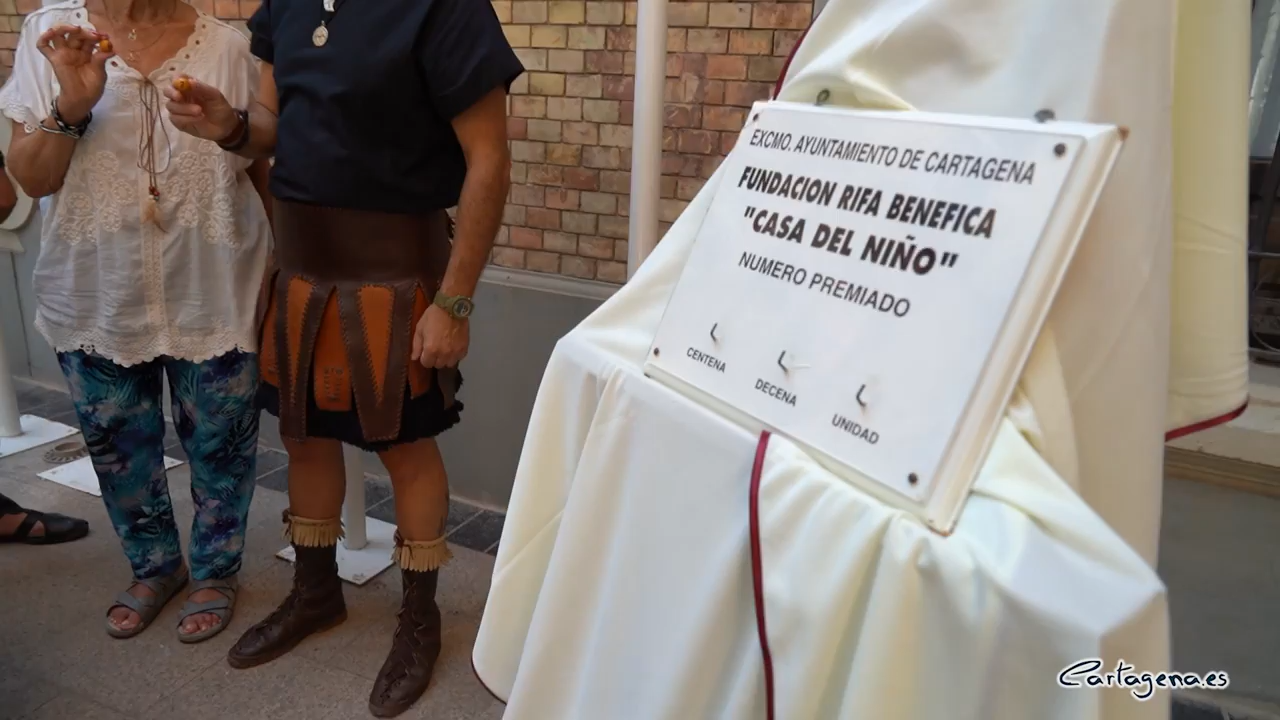 EXCMO. AYUNTAMIENTO DE CARTAGENA
FUNDACION RIFA BENEFICA
"CASA DEL NIÑO"
NUMERO PREMIADO
CENTENA
DECENA
UNIDAD
Cartagena.es